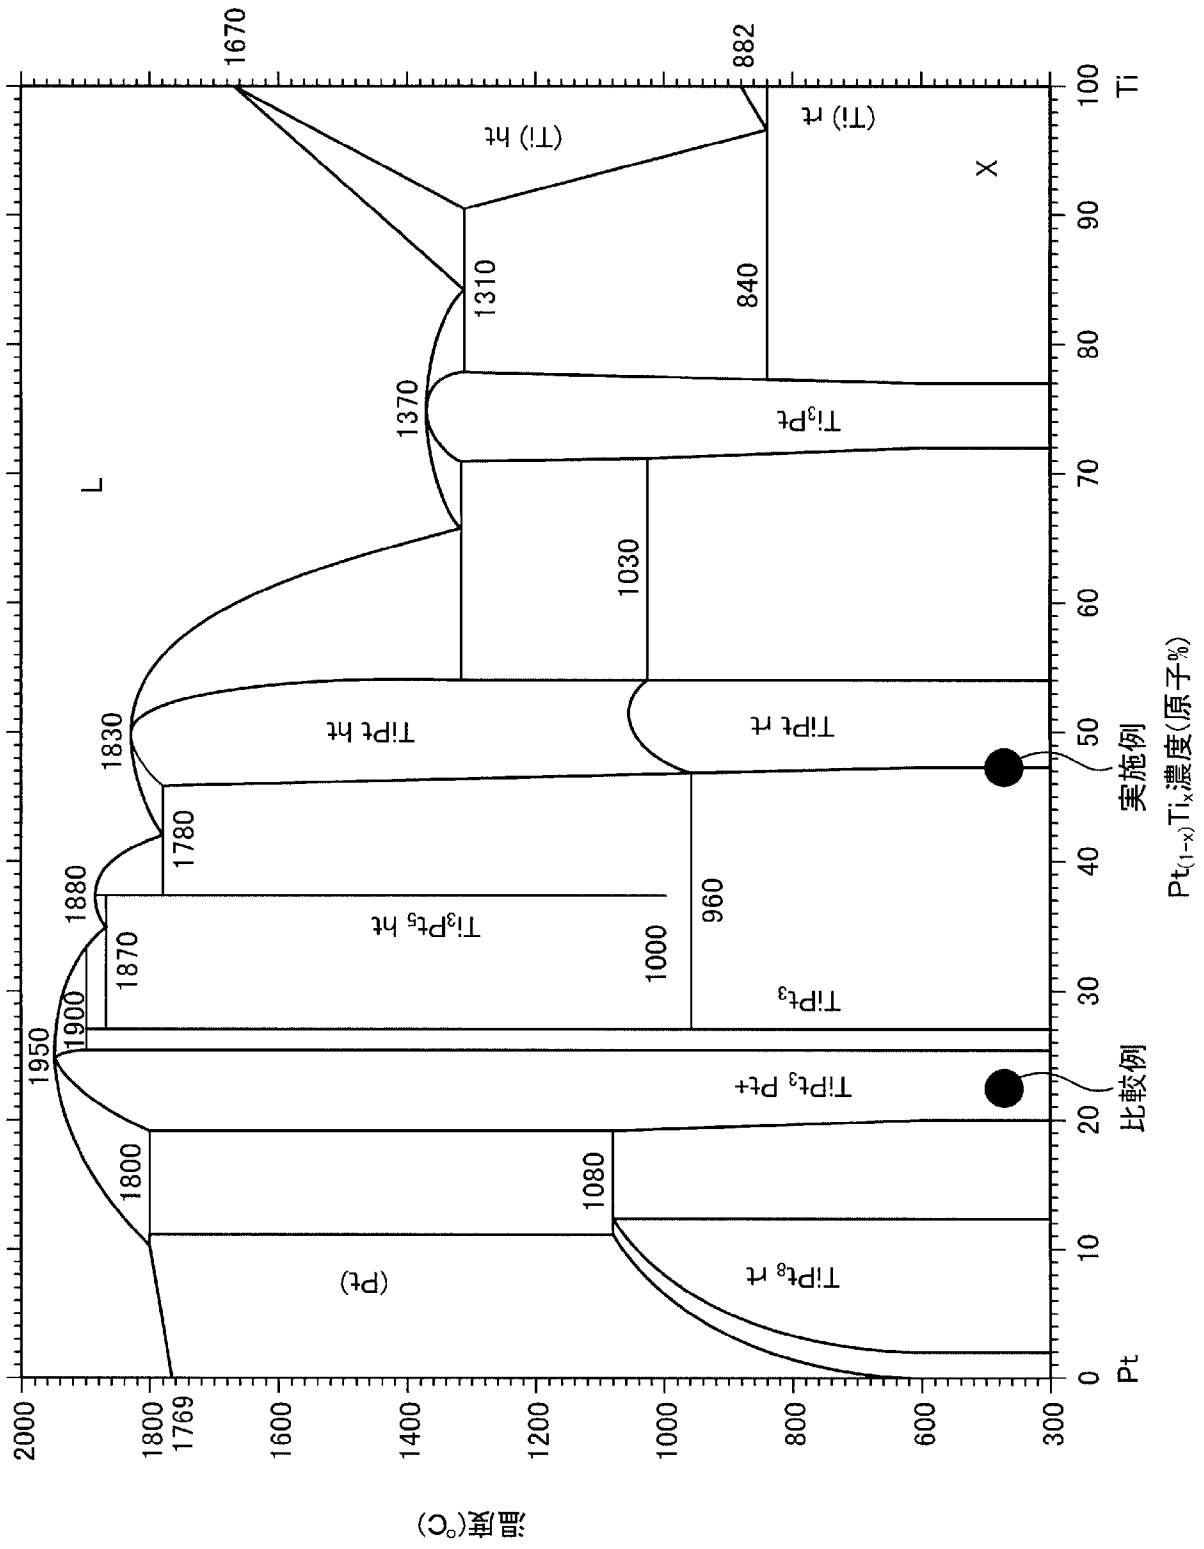 温度(°C)
2000
1800
1769
1600
1400
1200
1000
800
600
300
1670
882
L
1950
1900
1880
1870
1830
1800
1780
1370
1310
1080
1030
1000
960
840
(Pt)
TiPt₈ rt
TiPt₃ Pt+
TiPt₃
Ti₃Pt₅ ht
TiPt ht
TiPt rt
Ti₃Pt
(Ti) ht
(Ti) rt
X
0
10
20
30
40
50
60
70
80
90
100
Pt
Ti
比較例
実施例
Pt₍₁₋ₓ₎Tiₓ濃度(原子%)